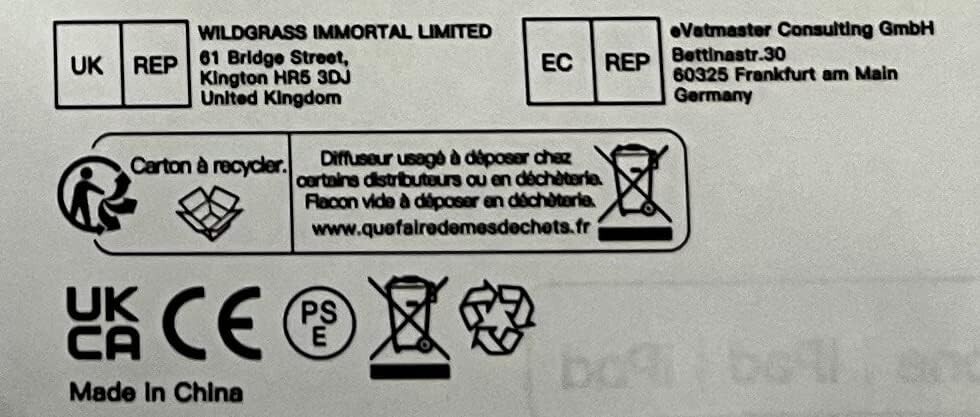 UK REP
WILDGRASS IMMORTAL LIMITED
61 Bridge Street,
Kington HR5 3DJ
United Kingdom
EC REP
eVatmaster Consulting GmbH
Bettinastr.30
60325 Frankfurt am Main
Germany
Carton à recycler.
Diffuseur usagé à déposer chez
certains distributeurs ou en déchèterie.
Flacon vide à déposer en déchèterie.
www.quefairedemesdechets.fr
UK
CA
CE
PS
E
Made In China
iPad
iPad